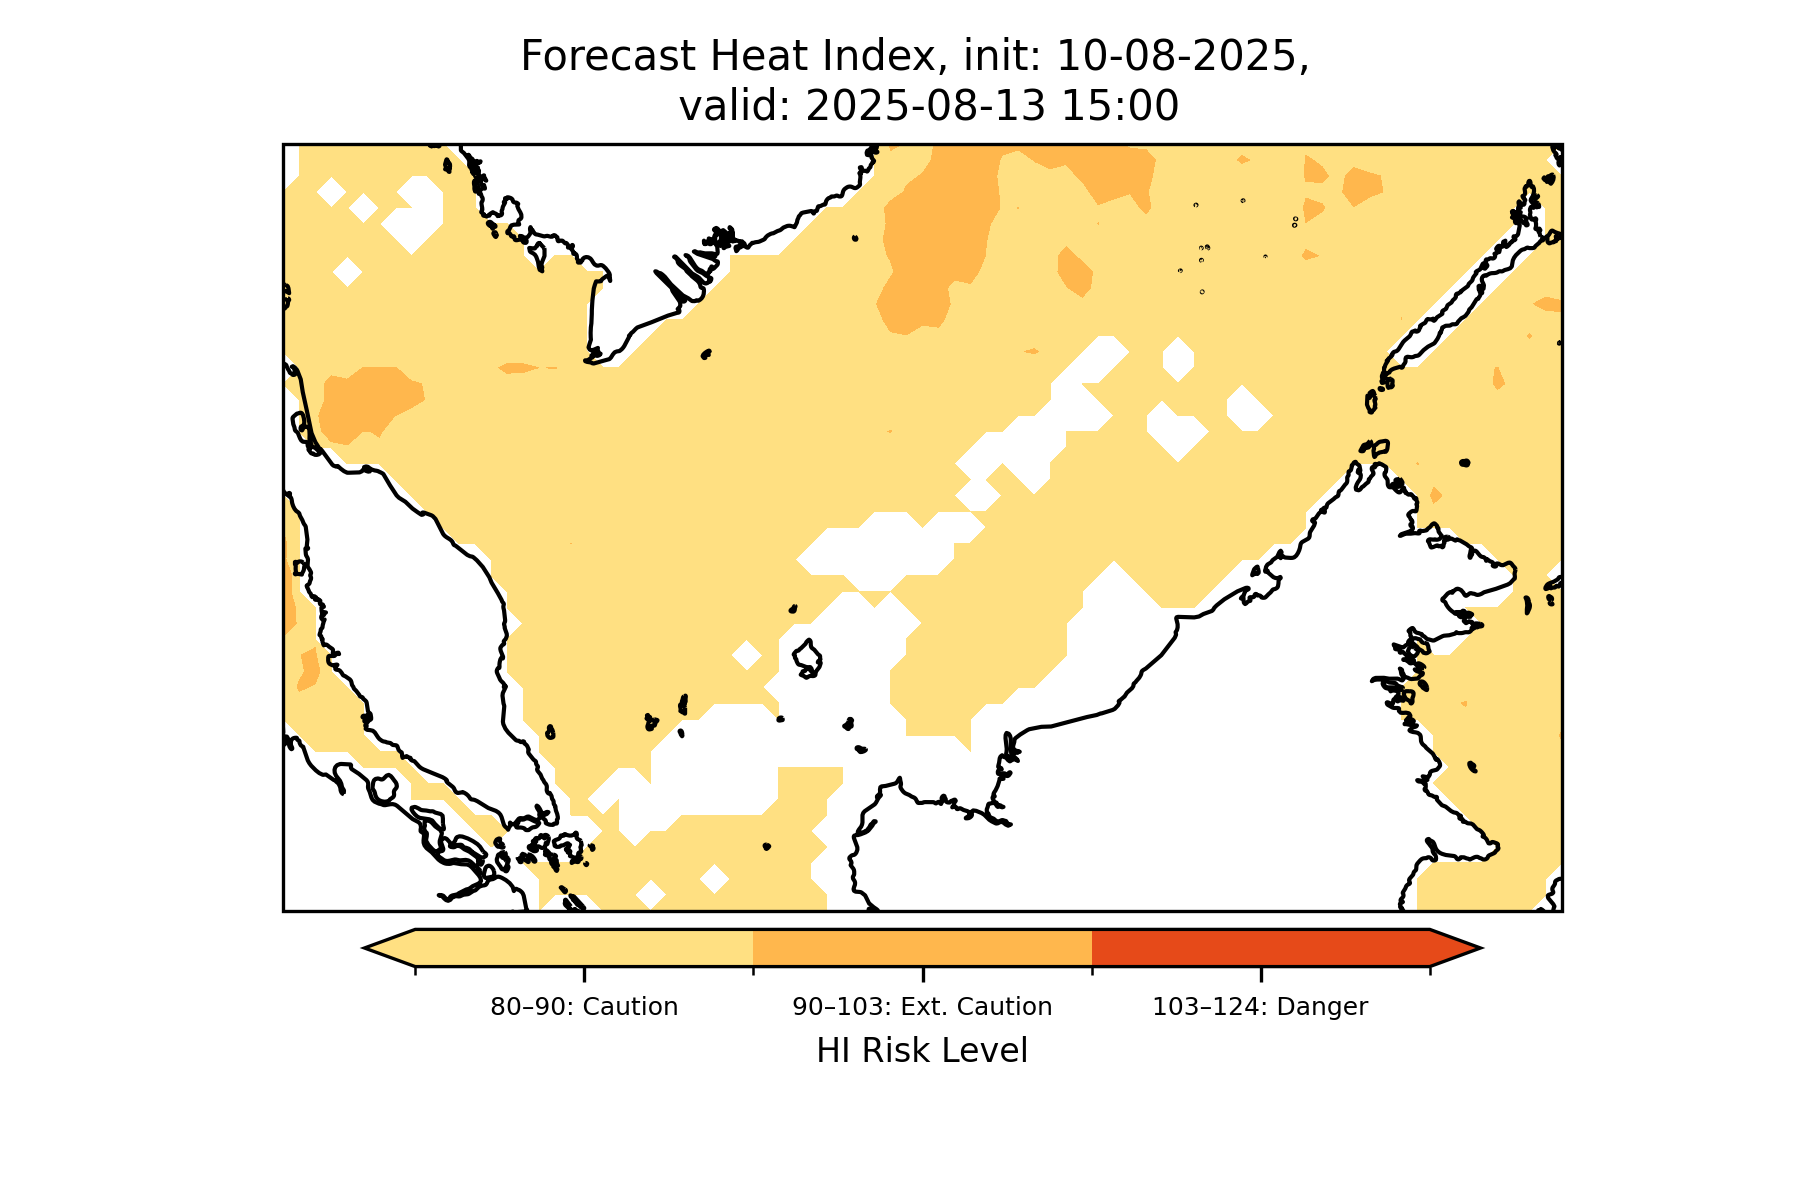 Forecast Heat Index, init: 10-08-2025,
valid: 2025-08-13 15:00
80–90: Caution
90–103: Ext. Caution
103–124: Danger
HI Risk Level